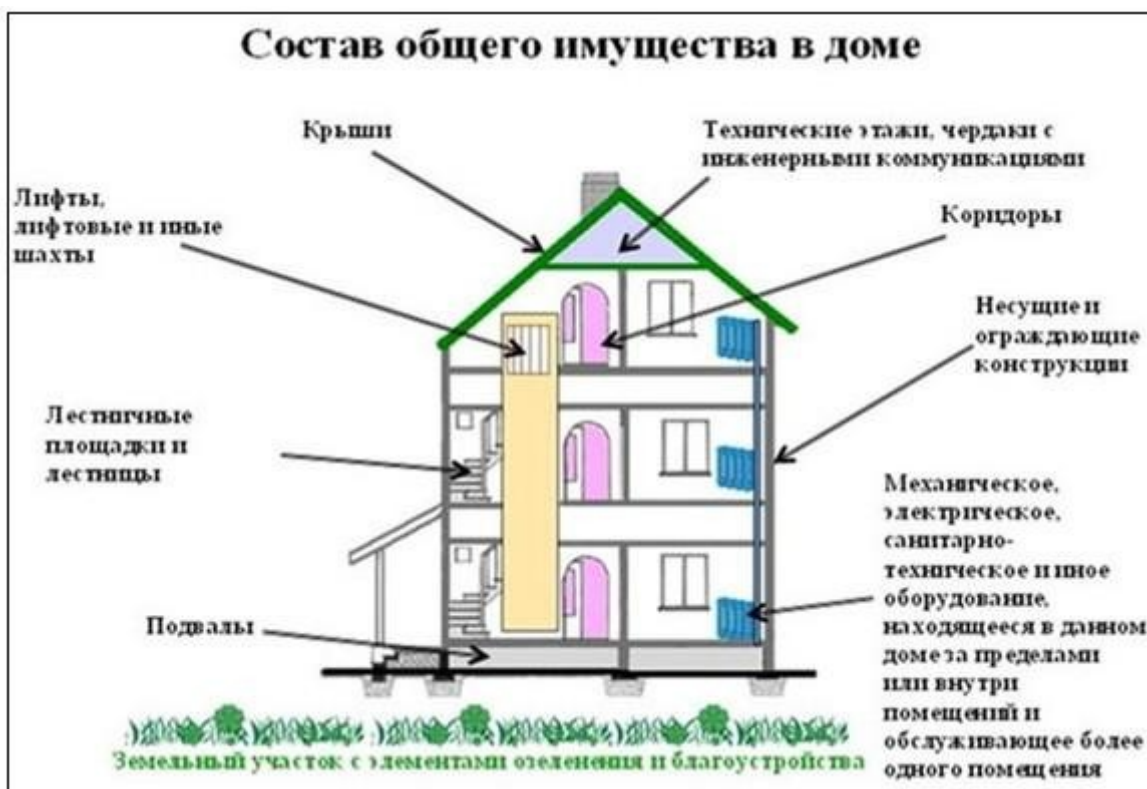 Состав общего имущества в доме
Крыши
Технические этажи, чердаки с
инженерными коммуникациями
Лифты,
лифтовые и иные
шахты
Коридоры
Несущие и
ограждающие
конструкции
Лестничные
площадки и
лестницы
Механическое,
электрическое,
санитарно-
техническое и иное
оборудование,
находящееся в данном
доме за пределами
или внутри
помещений и
обслуживающее более
одного помещения
Подвалы
Земельный участок с элементами озеленения и благоустройства